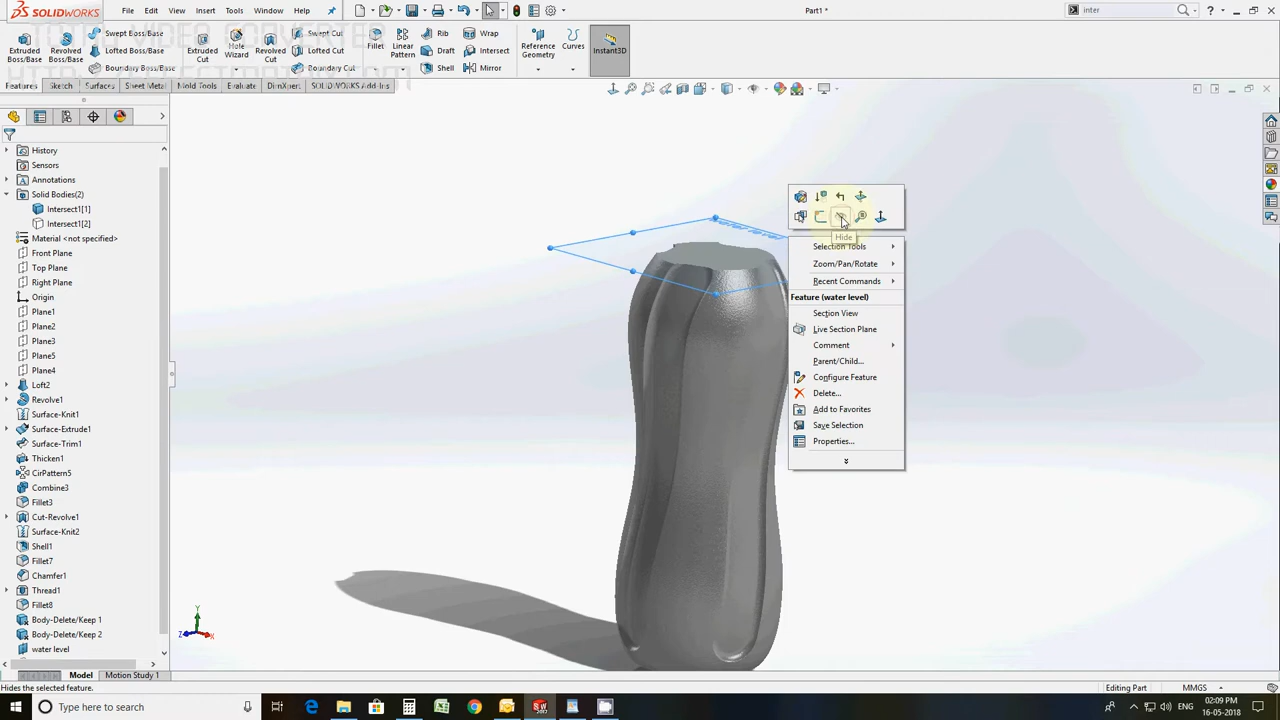 SOLIDWORKS
File
Edit
View
Insert
Tools
Window
Help
Part1 *
inter
TOTAL VIDEO CONVERTER
Extruded Boss/Base
Revolved Boss/Base
Swept Boss/Base
Lofted Boss/Base
Boundary Boss/Base
Extruded Cut
Hole Wizard
Revolved Cut
Swept Cut
Lofted Cut
Boundary Cut
Fillet
Linear Pattern
Rib
Draft
Shell
Wrap
Intersect
Mirror
Reference Geometry
Curves
Instant3D
Features
Sketch
Surfaces
Sheet Metal
Mold Tools
Evaluate
DimXpert
SOLIDWORKS Add-Ins
History
Sensors
Annotations
Solid Bodies(2)
Intersect1[1]
Intersect1[2]
Material <not specified>
Front Plane
Top Plane
Right Plane
Origin
Plane1
Plane2
Plane3
Plane5
Plane4
Loft2
Revolve1
Surface-Knit1
Surface-Extrude1
Surface-Trim1
Thicken1
CirPattern5
Combine3
Fillet3
Cut-Revolve1
Surface-Knit2
Shell1
Fillet7
Chamfer1
Thread1
Fillet8
Body-Delete/Keep 1
Body-Delete/Keep 2
water level
water level
Hide
Selection Tools
Zoom/Pan/Rotate
Recent Commands
Feature (water level)
Section View
Live Section Plane
Comment
Parent/Child...
Configure Feature
Delete...
Add to Favorites
Save Selection
Properties...
Y
Z
X
Model
Motion Study 1
Hides the selected feature.
Editing Part
MMGS
Type here to search
SW
2017
ENG
02:09 PM
16-05-2018